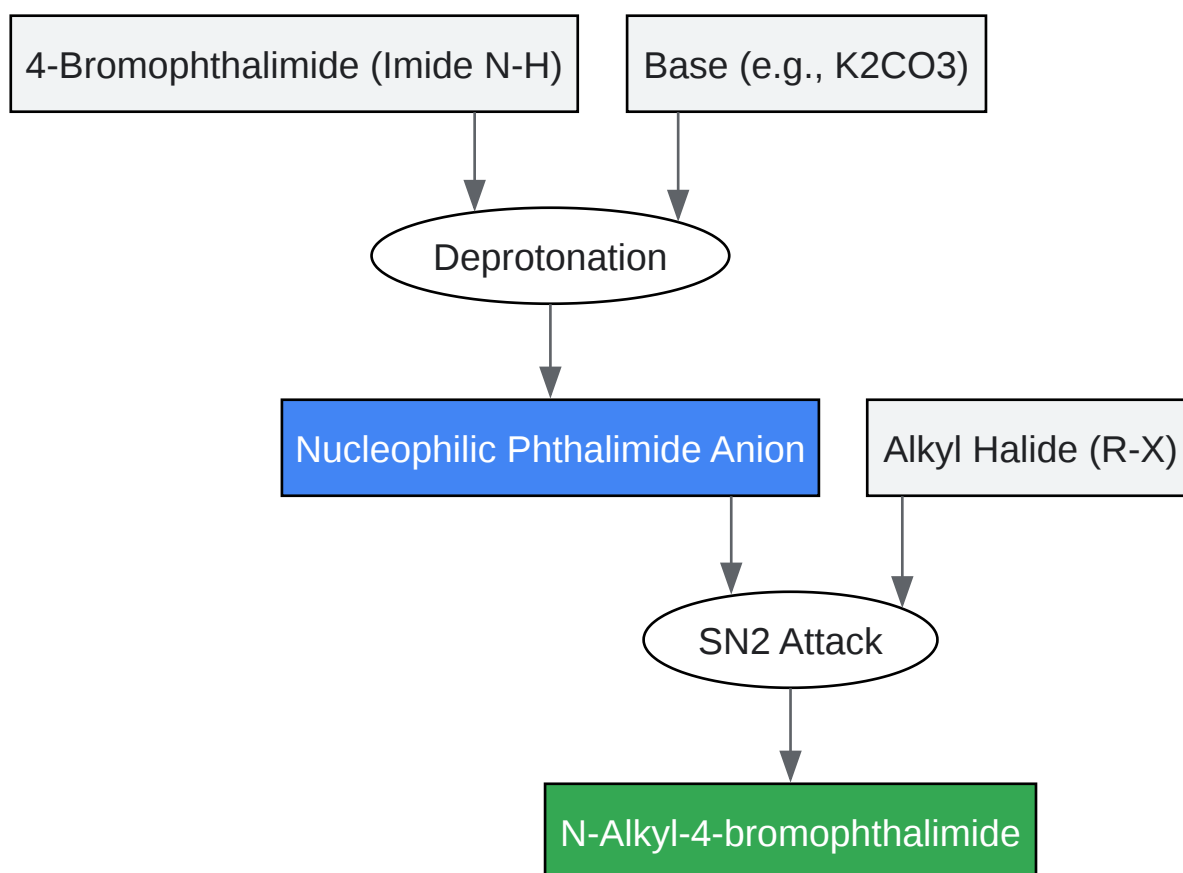 4-Bromophthalimide (Imide N-H)
Base (e.g., K2CO3)
Deprotonation
Nucleophilic Phthalimide Anion
Alkyl Halide (R-X)
SN2 Attack
N-Alkyl-4-bromophthalimide